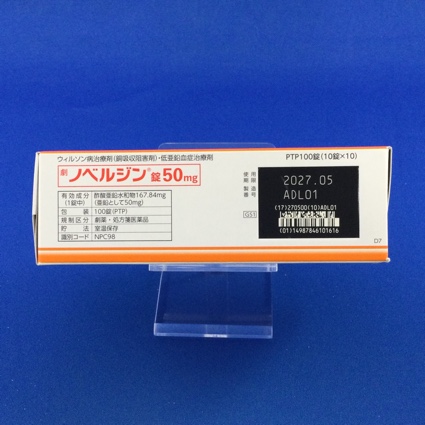 ウィルソン病治療剤(銅吸収阻害剤)・低亜鉛血症治療剤
PTP100錠(10錠×10)
劇 ノベルジン®錠50mg
有効成分(1錠中) 酢酸亜鉛水和物167.84mg(亜鉛として50mg)
包装 100錠(PTP)
規制区分 劇薬・処方箋医薬品
貯法 室温保存
識別コード NPC98
使用期限 2027.05
製造番号 ADL01
(17)270500(10)ADL01
GS1
(01)14987846101616
D7